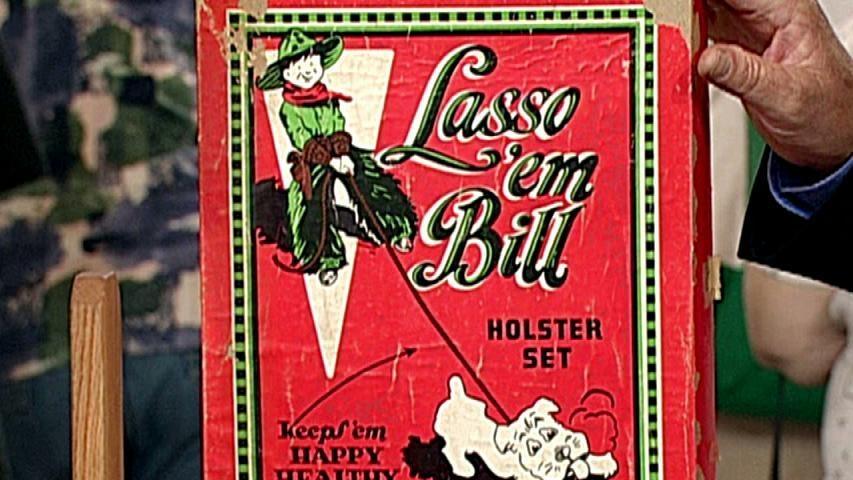 Lasso
'em
Bill
HOLSTER
SET
Keeps 'em
HAPPY
HEALTHY